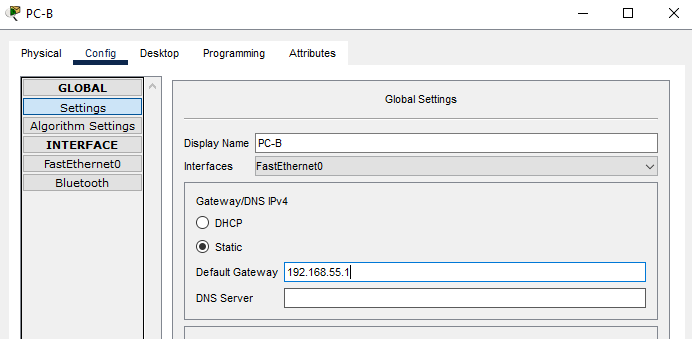 PC-B
Physical Config Desktop Programming Attributes
GLOBAL
Settings
Algorithm Settings
INTERFACE
FastEthernet0
Bluetooth
Global Settings
Display Name PC-B
Interfaces FastEthernet0
Gateway/DNS IPv4
DHCP
Static
Default Gateway 192.168.55.1
DNS Server